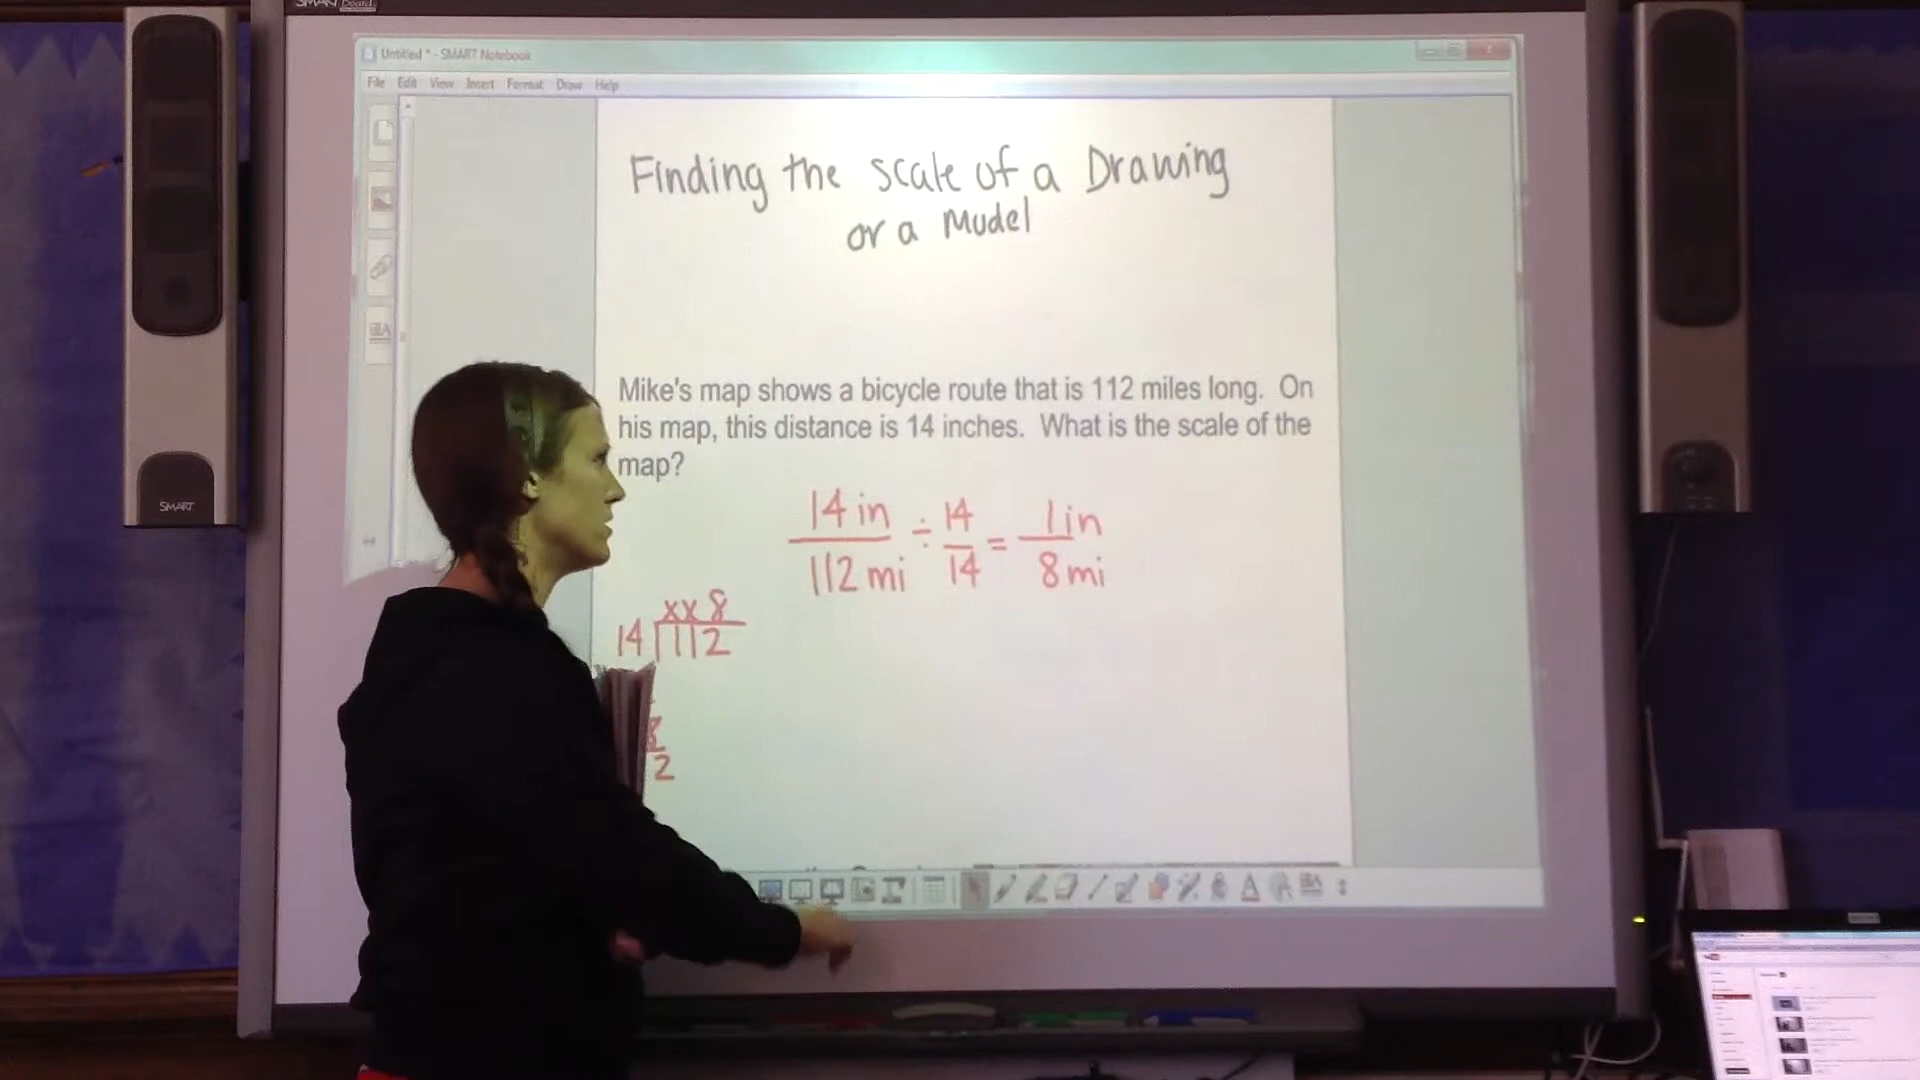 SMART Board
Untitled * - SMART Notebook
File Edit View Insert Format Draw Help
Finding the scale of a Drawing
or a Model
Mike's map shows a bicycle route that is 112 miles long. On
his map, this distance is 14 inches. What is the scale of the
map?
14 in ÷ 14 = 1 in
112 mi 14 8 mi
xx8
14 112
8
2
SMART